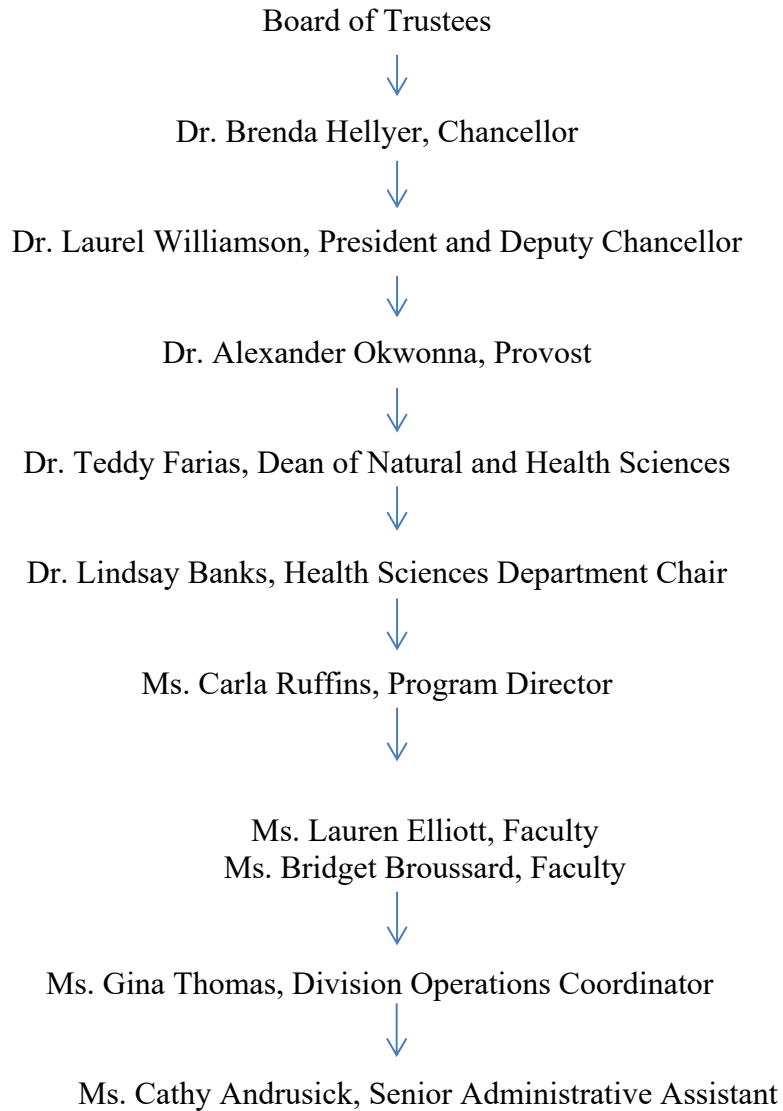 Board of Trustees
Dr. Brenda Hellyer, Chancellor
Dr. Laurel Williamson, President and Deputy Chancellor
Dr. Alexander Okwonna, Provost
Dr. Teddy Farias, Dean of Natural and Health Sciences
Dr. Lindsay Banks, Health Sciences Department Chair
Ms. Carla Ruffins, Program Director
Ms. Lauren Elliott, Faculty
Ms. Bridget Broussard, Faculty
Ms. Gina Thomas, Division Operations Coordinator
Ms. Cathy Andrusick, Senior Administrative Assistant